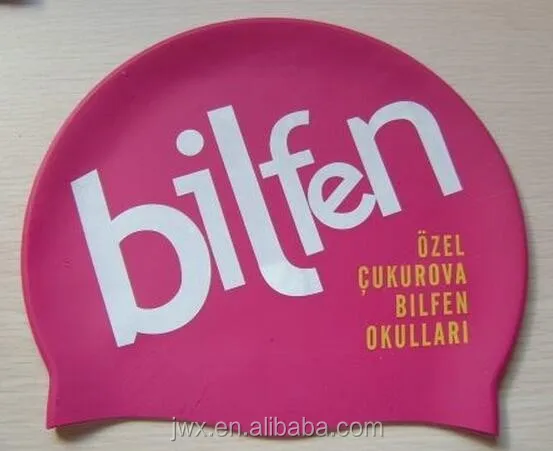 bilfen
ÖZEL
ÇUKUROVA
BILFEN
OKULLARI
jwx.en.alibaba.com